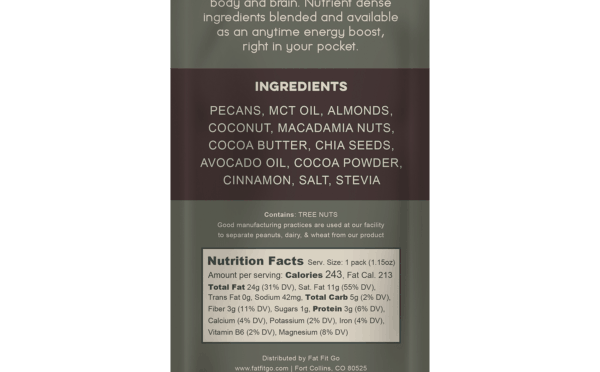 body and brain. Nutrient dense
ingredients blended and available
as an anytime energy boost,
right in your pocket.
INGREDIENTS
PECANS, MCT OIL, ALMONDS,
COCONUT, MACADAMIA NUTS,
COCOA BUTTER, CHIA SEEDS,
AVOCADO OIL, COCOA POWDER,
CINNAMON, SALT, STEVIA
Contains: TREE NUTS
Good manufacturing practices are used at our facility
to separate peanuts, dairy, & wheat from our product
Nutrition Facts Serv. Size: 1 pack (1.15oz)
Amount per serving: Calories 243, Fat Cal. 213
Total Fat 24g (31% DV), Sat. Fat 11g (55% DV),
Trans Fat 0g, Sodium 42mg, Total Carb 5g (2% DV),
Fiber 3g (11% DV), Sugars 1g, Protein 3g (6% DV),
Calcium (4% DV), Potassium (2% DV), Iron (4% DV),
Vitamin B6 (2% DV), Magnesium (8% DV)
Distributed by Fat Fit Go
www.fatfitgo.com | Fort Collins, CO 80525